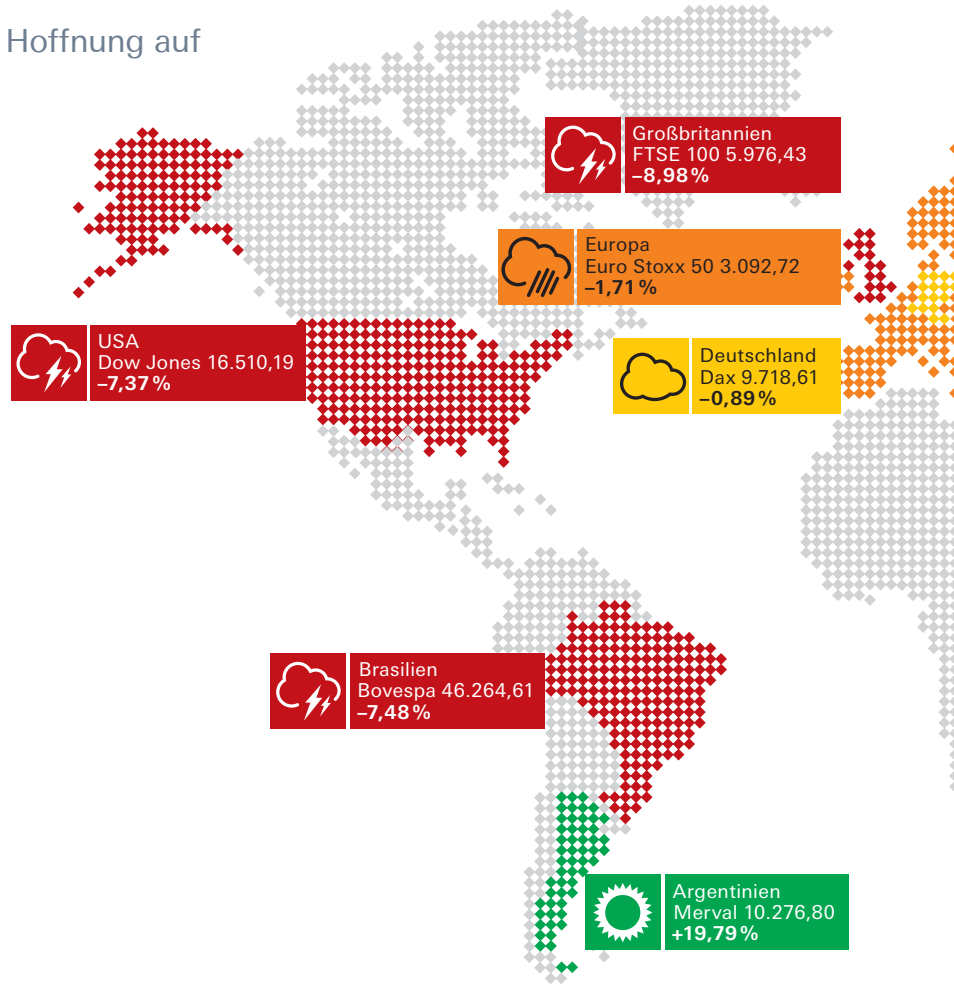 Hoffnung auf
Großbritannien
FTSE 100 5.976,43
–8,98 %
Europa
Euro Stoxx 50 3.092,72
–1,71 %
USA
Dow Jones 16.510,19
–7,37 %
Deutschland
Dax 9.718,61
–0,89 %
Brasilien
Bovespa 46.264,61
–7,48 %
Argentinien
Merval 10.276,80
+19,79 %